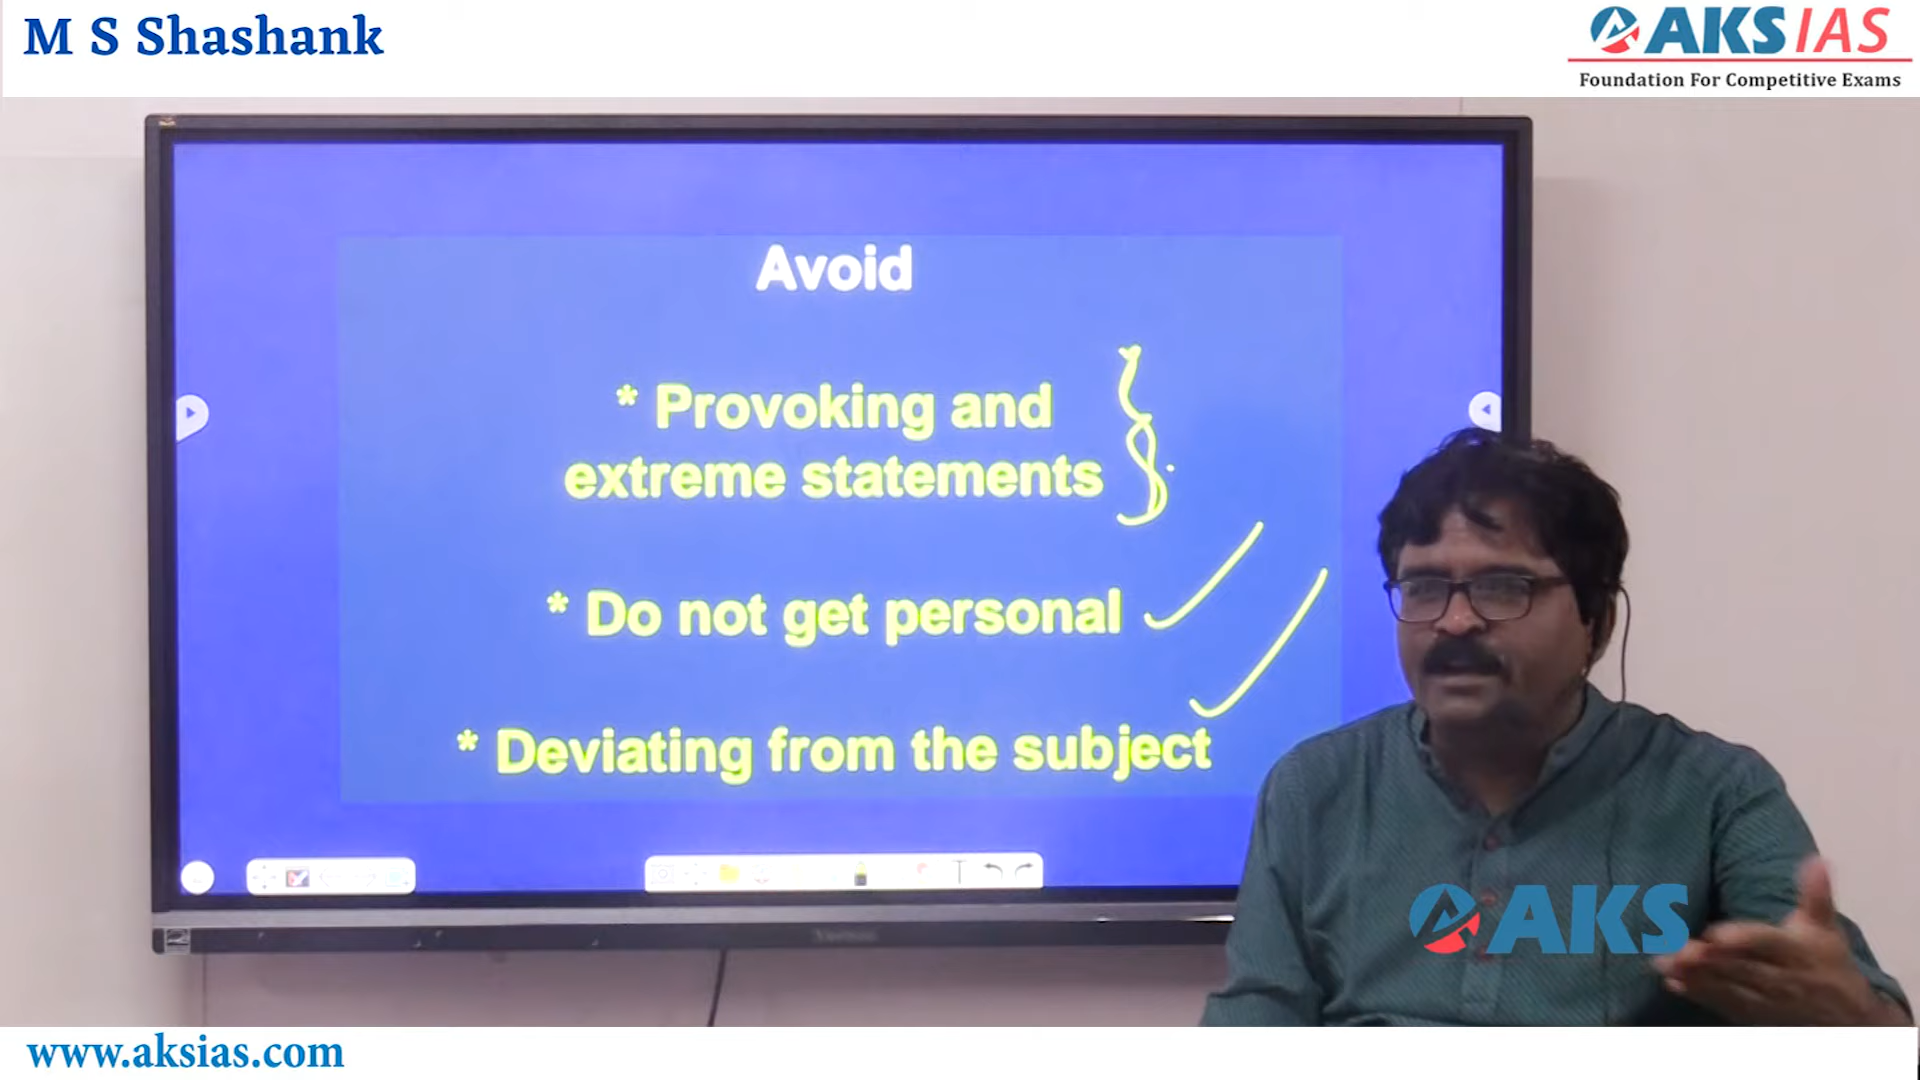 M S Shashank
AKS IAS
Foundation For Competitive Exams
Avoid
* Provoking and
extreme statements
* Do not get personal
* Deviating from the subject
AKS
www.aksias.com